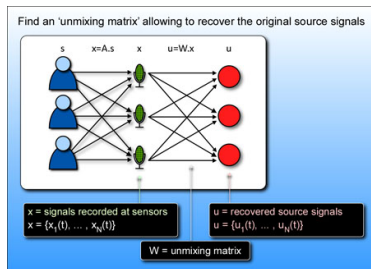 Find an 'unmixing matrix' allowing to recover the original source signals
s x=A.s x u=W.x u
x = signals recorded at sensors
x = {x1(t), ... , xN(t)}
u = recovered source signals
u = {u1(t), ... , uN(t)}
W = unmixing matrix